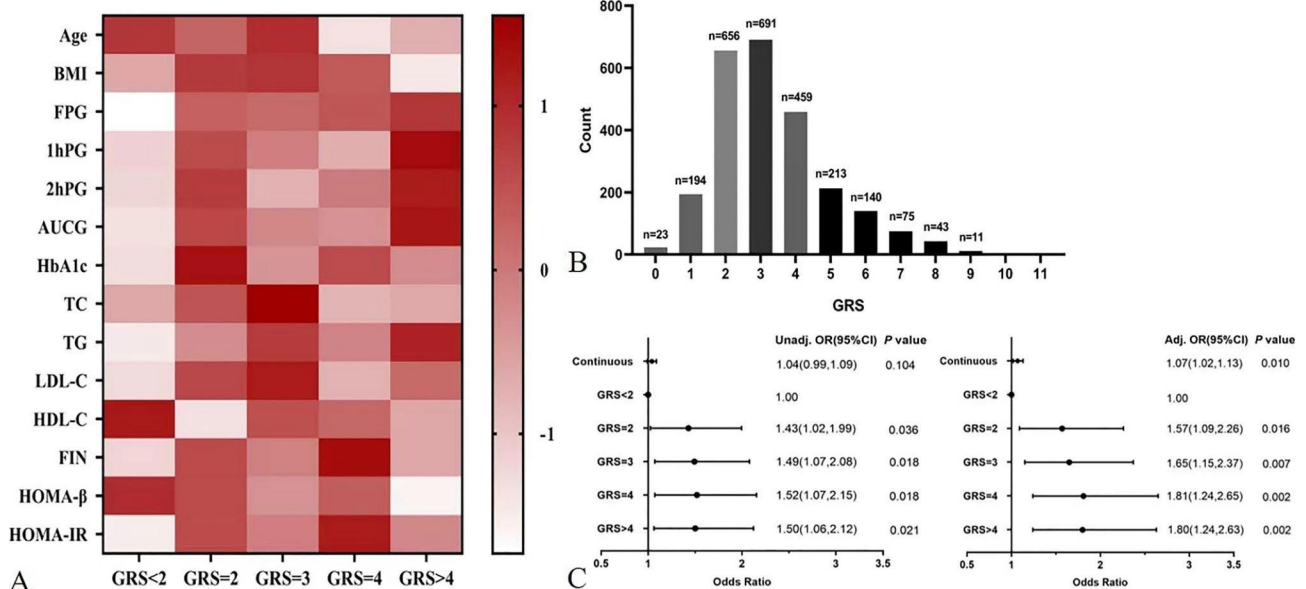 Age
BMI
FPG
1hPG
2hPG
AUCG
HbA1c
TC
TG
LDL-C
HDL-C
FIN
HOMA-β
HOMA-IR
GRS<2 GRS=2 GRS=3 GRS=4 GRS>4
1
0
-1
A
Count
800
600
400
200
0
n=23
n=194
n=656
n=691
n=459
n=213
n=140
n=75
n=43
n=11
0 1 2 3 4 5 6 7 8 9 10 11
GRS
B
Unadj. OR(95%CI) P value
Continuous 1.04(0.99,1.09) 0.104
GRS<2 1.00
GRS=2 1.43(1.02,1.99) 0.036
GRS=3 1.49(1.07,2.08) 0.018
GRS=4 1.52(1.07,2.15) 0.018
GRS>4 1.50(1.06,2.12) 0.021
0.5 1 2 3 3.5
Odds Ratio
Adj. OR(95%CI) P value
Continuous 1.07(1.02,1.13) 0.010
GRS<2 1.00
GRS=2 1.57(1.09,2.26) 0.016
GRS=3 1.65(1.15,2.37) 0.007
GRS=4 1.81(1.24,2.65) 0.002
GRS>4 1.80(1.24,2.63) 0.002
0.5 1 2 3 3.5
Odds Ratio
C